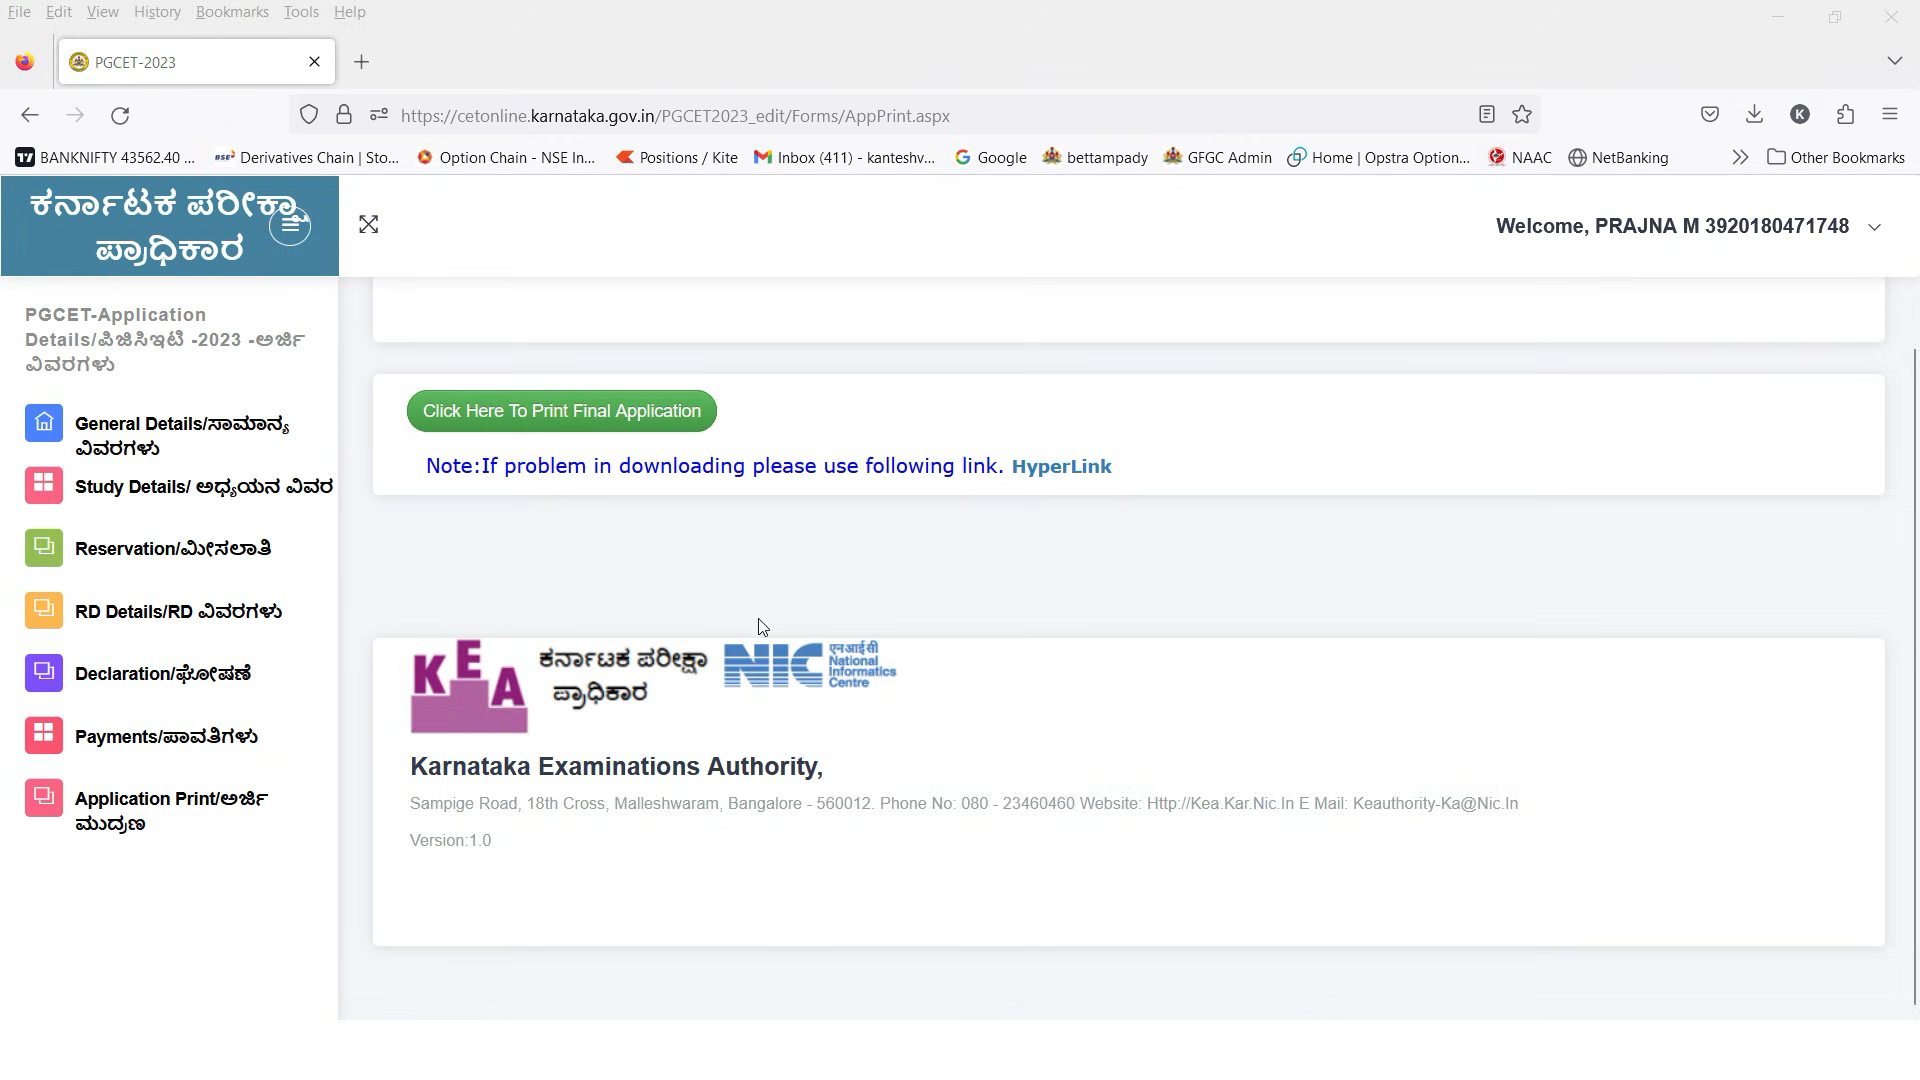 File Edit View History Bookmarks Tools Help
PGCET-2023
https://cetonline.karnataka.gov.in/PGCET2023_edit/Forms/AppPrint.aspx
K
BANKNIFTY 43562.40 ... Derivatives Chain | Sto... Option Chain - NSE In... Positions / Kite Inbox (411) - kanteshv... Google bettampady GFGC Admin Home | Opstra Option... NAAC NetBanking Other Bookmarks
ಕರ್ನಾಟಕ ಪರೀಕ್ಷಾ
ಪ್ರಾಧಿಕಾರ
Welcome, PRAJNA M 3920180471748
PGCET-Application
Details/ಪಿಜಿಸಿಇಟಿ -2023 -ಅರ್ಜಿ
ವಿವರಗಳು
General Details/ಸಾಮಾನ್ಯ
ವಿವರಗಳು
Study Details/ ಅಧ್ಯಯನ ವಿವರ
Reservation/ಮೀಸಲಾತಿ
RD Details/RD ವಿವರಗಳು
Declaration/ಘೋಷಣೆ
Payments/ಪಾವತಿಗಳು
Application Print/ಅರ್ಜಿ
ಮುದ್ರಣ
Click Here To Print Final Application
Note:If problem in downloading please use following link. HyperLink
KEA
ಕರ್ನಾಟಕ ಪರೀಕ್ಷಾ
ಪ್ರಾಧಿಕಾರ
NIC
एन आई सी
National
Informatics
Centre
Karnataka Examinations Authority,
Sampige Road, 18th Cross, Malleshwaram, Bangalore - 560012. Phone No: 080 - 23460460 Website: Http://Kea.Kar.Nic.In E Mail: Keauthority-Ka@Nic.In
Version:1.0